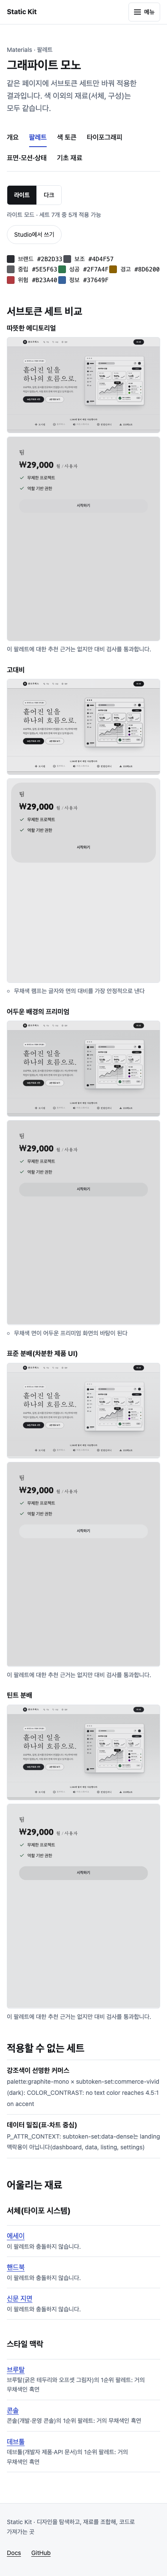 Static Kit
메뉴
Materials · 팔레트
그래파이트 모노
같은 페이지에 서브토큰 세트만 바꿔 적용한
결과입니다. 색 이외의 재료(서체, 구성)는
모두 같습니다.
개요 팔레트 색 토큰 타이포그래피
표면·모션·상태 기초 재료
라이트 다크
라이트 모드 · 세트 7개 중 5개 적용 가능
Studio에서 쓰기
브랜드 #2B2D33 보조 #4D4F57
중립 #5E5F63 성공 #2F7A4F 경고 #8D6200
위험 #B23A40 정보 #37649F
서브토큰 세트 비교
따뜻한 에디토리얼
흩어진 일을
하나의 흐름으로.
팀
₩29,000 월 / 사용자
무제한 프로젝트
역할 기반 권한
시작하기
이 팔레트에 대한 추천 근거는 없지만 대비 검사를 통과합니다.
고대비
흩어진 일을
하나의 흐름으로.
팀
₩29,000 월 / 사용자
무제한 프로젝트
역할 기반 권한
시작하기
무채색 램프는 글자와 면의 대비를 가장 안정적으로 낸다
어두운 배경의 프리미엄
흩어진 일을
하나의 흐름으로.
팀
₩29,000 월 / 사용자
무제한 프로젝트
역할 기반 권한
시작하기
무채색 면이 어두운 프리미엄 화면의 바탕이 된다
표준 분배(차분한 제품 UI)
흩어진 일을
하나의 흐름으로.
팀
₩29,000 월 / 사용자
무제한 프로젝트
역할 기반 권한
시작하기
이 팔레트에 대한 추천 근거는 없지만 대비 검사를 통과합니다.
틴트 분배
흩어진 일을
하나의 흐름으로.
팀
₩29,000 월 / 사용자
무제한 프로젝트
역할 기반 권한
시작하기
이 팔레트에 대한 추천 근거는 없지만 대비 검사를 통과합니다.
적용할 수 없는 세트
강조색이 선명한 커머스
palette:graphite-mono × subtoken-set:commerce-vivid
(dark): COLOR_CONTRAST: no text color reaches 4.5:1
on accent
데이터 밀집(표·차트 중심)
P_ATTR_CONTEXT: subtoken-set:data-dense는 landing
맥락용이 아닙니다(dashboard, data, listing, settings)
어울리는 재료
서체(타이포 시스템)
에세이
이 팔레트와 충돌하지 않습니다.
핸드북
이 팔레트와 충돌하지 않습니다.
신문 지면
이 팔레트와 충돌하지 않습니다.
스타일 맥락
브루탈
브루탈(굵은 테두리와 오프셋 그림자)의 1순위 팔레트: 거의
무채색인 흑연
콘솔
콘솔(개발·운영 콘솔)의 1순위 팔레트: 거의 무채색인 흑연
데브툴
데브툴(개발자 제품·API 문서)의 1순위 팔레트: 거의
무채색인 흑연
Static Kit · 디자인을 탐색하고, 재료를 조합해, 코드로
가져가는 곳
Docs GitHub